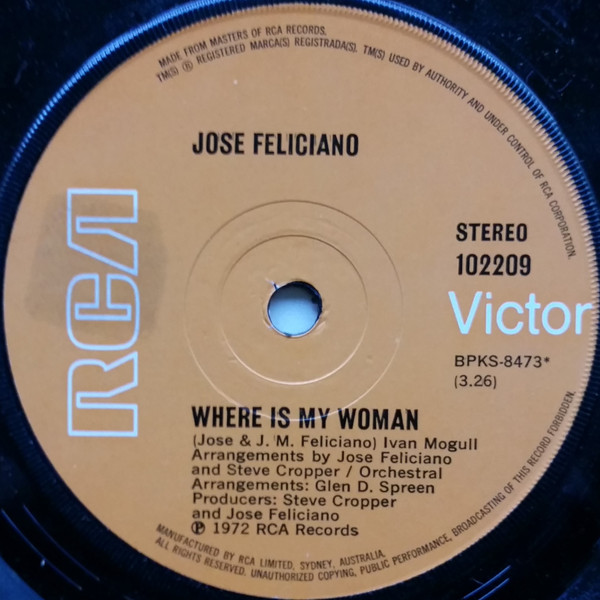 MADE FROM MASTERS OF RCA RECORDS.
TM(S) ® REGISTERED MARCA(S) REGISTRADA(S). TM(S) USED BY AUTHORITY AND UNDER CONTROL OF RCA CORPORATION.
JOSE FELICIANO
RCA
STEREO
102209
Victor
BPKS-8473*
(3.26)
WHERE IS MY WOMAN
(Jose & J. M. Feliciano) Ivan Mogull
Arrangements by Jose Feliciano
and Steve Cropper / Orchestral
Arrangements: Glen D. Spreen
Producers: Steve Cropper
and Jose Feliciano
℗ 1972 RCA Records
MANUFACTURED BY RCA LIMITED, SYDNEY, AUSTRALIA.
ALL RIGHTS RESERVED. UNAUTHORIZED COPYING, PUBLIC PERFORMANCE, BROADCASTING OF THIS RECORD FORBIDDEN.